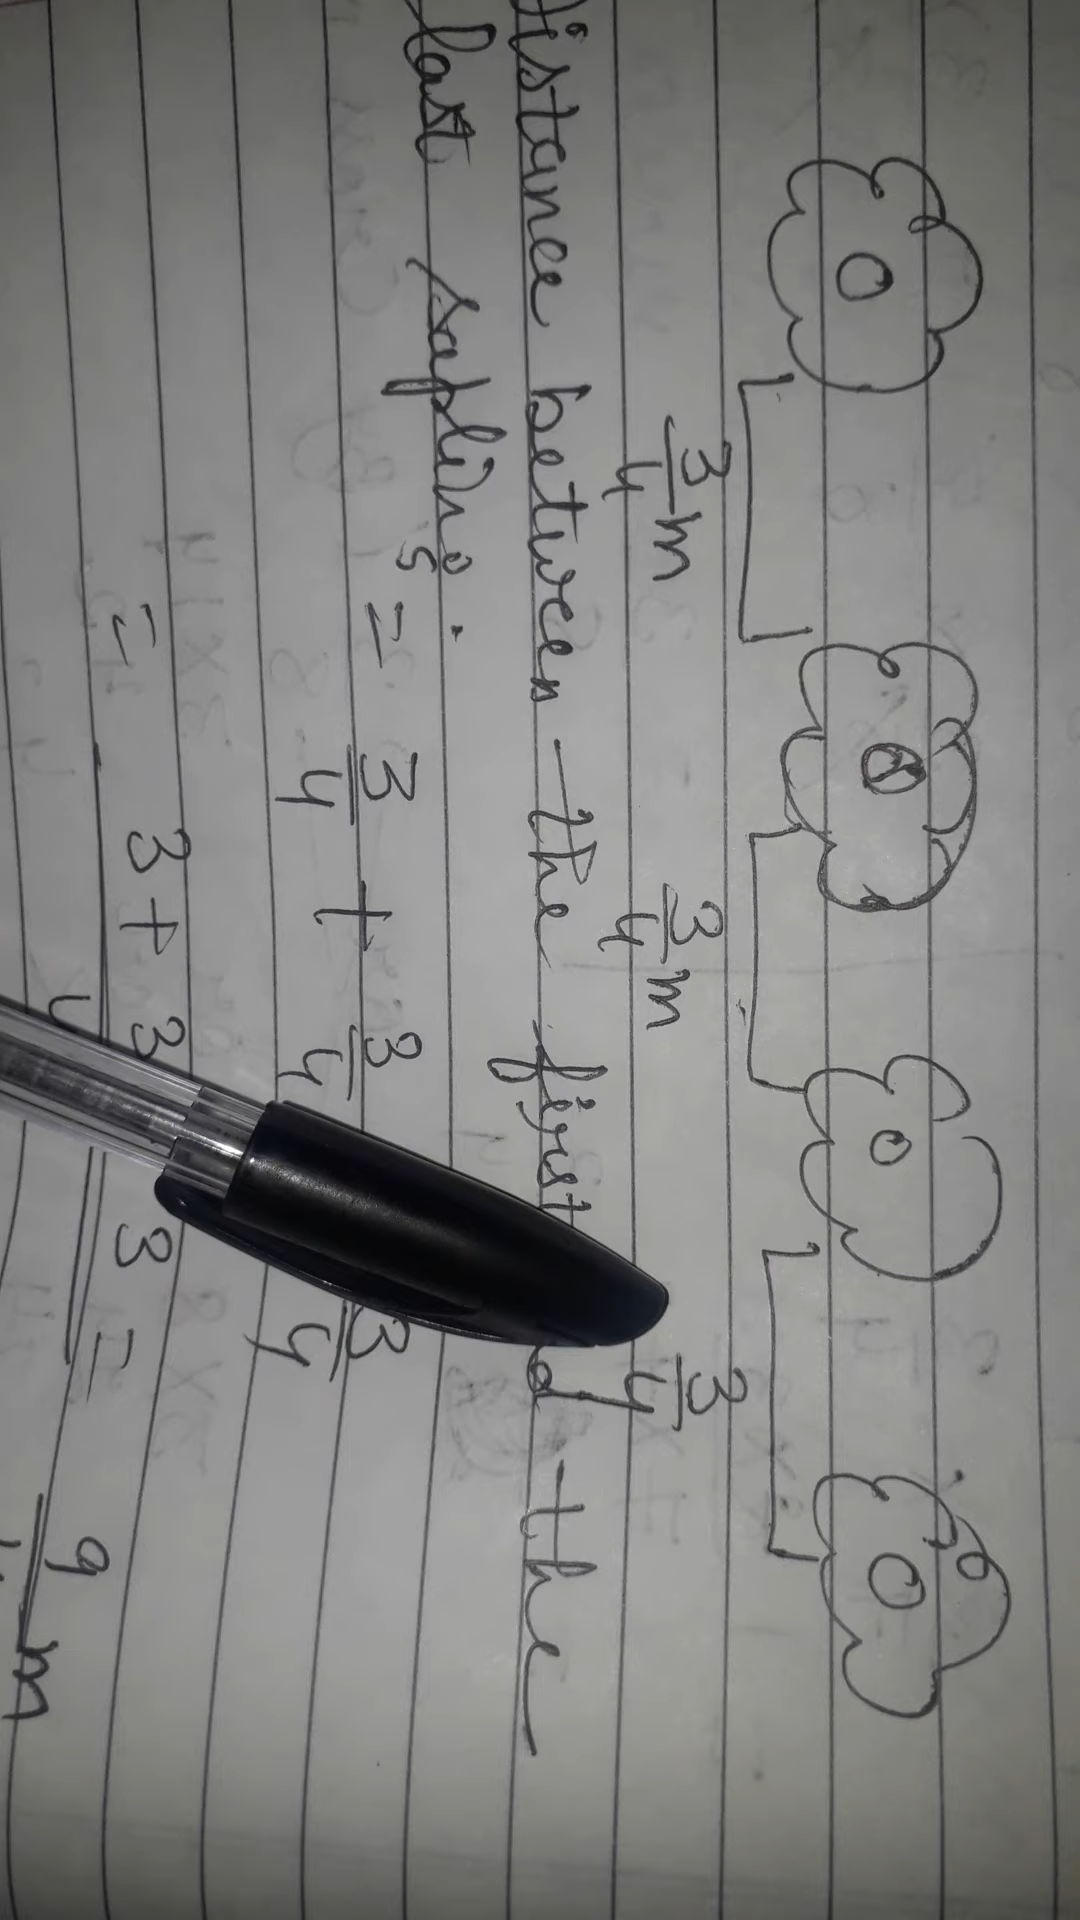 3/4 m 3/4 m 3/4
Distance between the first the
last saplings.
= 3/4 + 3/4 3/4
= 3+3 3 = 9 m